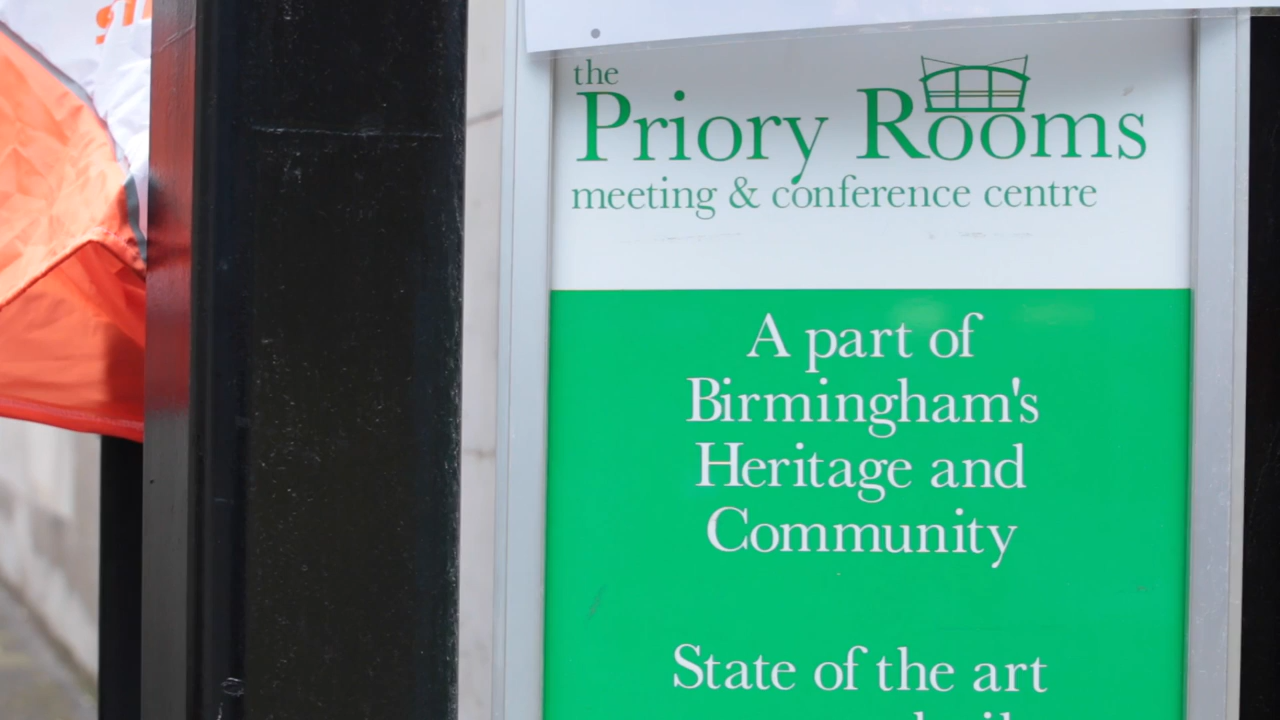 the
Priory Rooms
meeting & conference centre
A part of
Birmingham's
Heritage and
Community
State of the art